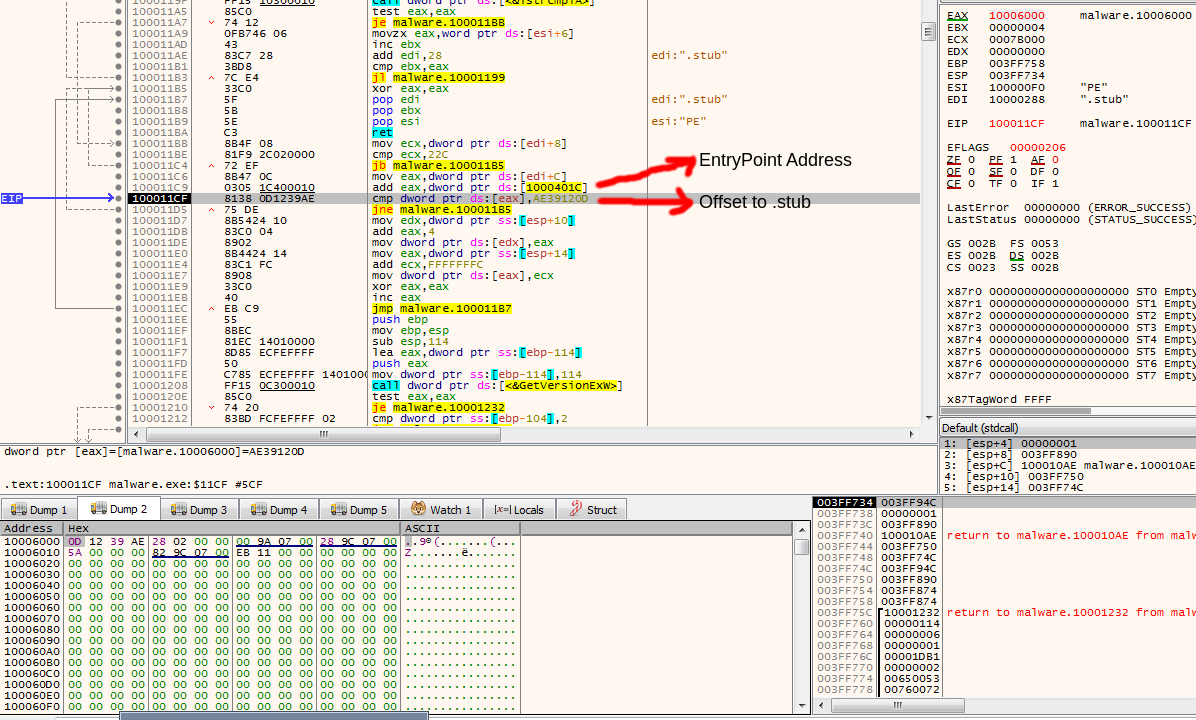 1000119F FF15 10300010 call dword ptr ds:[<&lstrcmpiA>]
100011A5 85C0 test eax,eax
100011A7 74 12 je malware.100011BB
100011A9 0FB746 06 movzx eax,word ptr ds:[esi+6]
100011AD 43 inc ebx
100011AE 83C7 28 add edi,28 edi:".stub"
100011B1 3BD8 cmp ebx,eax
100011B3 7C E4 jl malware.10001199
100011B5 33C0 xor eax,eax
100011B7 5F pop edi edi:".stub"
100011B8 5B pop ebx
100011B9 5E pop esi esi:"PE"
100011BA C3 ret
100011BB 8B4F 08 mov ecx,dword ptr ds:[edi+8]
100011BE 81F9 2C020000 cmp ecx,22C
100011C4 72 EF jb malware.100011B5
100011C6 8B47 0C mov eax,dword ptr ds:[edi+C]
100011C9 0305 1C400010 add eax,dword ptr ds:[1000401C]
EIP 100011CF 8138 0D1239AE cmp dword ptr ds:[eax],AE39120D
100011D5 75 DE jne malware.100011B5
100011D7 8B5424 10 mov edx,dword ptr ss:[esp+10]
100011DB 83C0 04 add eax,4
100011DE 8902 mov dword ptr ds:[edx],eax
100011E0 8B4424 14 mov eax,dword ptr ss:[esp+14]
100011E4 83C1 FC add ecx,FFFFFFFC
100011E7 8908 mov dword ptr ds:[eax],ecx
100011E9 33C0 xor eax,eax
100011EB 40 inc eax
100011EC EB C9 jmp malware.100011B7
100011EE 55 push ebp
100011EF 8BEC mov ebp,esp
100011F1 81EC 14010000 sub esp,114
100011F7 8D85 ECFEFFFF lea eax,dword ptr ss:[ebp-114]
100011FD 50 push eax
100011FE C785 ECFEFFFF 1401000 mov dword ptr ss:[ebp-114],114
10001208 FF15 0C300010 call dword ptr ds:[<&GetVersionExW>]
1000120E 85C0 test eax,eax
10001210 74 20 je malware.10001232
10001212 83BD FCFEFFFF 02 cmp dword ptr ss:[ebp-104],2
EntryPoint Address
Offset to .stub
EAX 10006000 malware.10006000
EBX 00000004
ECX 0007B000
EDX 00000000
EBP 003FF758
ESP 003FF734
ESI 100000F0 "PE"
EDI 10000288 ".stub"
EIP 100011CF malware.100011CF
EFLAGS 00000206
ZF 0 PF 1 AF 0
OF 0 SF 0 DF 0
CF 0 TF 0 IF 1
LastError 00000000 (ERROR_SUCCESS)
LastStatus 00000000 (STATUS_SUCCESS)
GS 002B FS 0053
ES 002B DS 002B
CS 0023 SS 002B
x87r0 00000000000000000000 ST0 Empty
x87r1 00000000000000000000 ST1 Empty
x87r2 00000000000000000000 ST2 Empty
x87r3 00000000000000000000 ST3 Empty
x87r4 00000000000000000000 ST4 Empty
x87r5 00000000000000000000 ST5 Empty
x87r6 00000000000000000000 ST6 Empty
x87r7 00000000000000000000 ST7 Empty
x87TagWord FFFF
Default (stdcall)
1: [esp+4] 00000001
2: [esp+8] 003FF890
3: [esp+C] 100010AE malware.100010AE
4: [esp+10] 003FF750
5: [esp+14] 003FF74C
dword ptr [eax]=[malware.10006000]=AE39120D
.text:100011CF malware.exe:$11CF #5CF
Dump 1 Dump 2 Dump 3 Dump 4 Dump 5 Watch 1 [x=] Locals Struct
Address Hex ASCII
10006000 0D 12 39 AE 28 02 00 00 00 9A 07 00 28 9C 07 00 ..9®(.......(...
10006010 5A 00 00 00 82 9C 07 00 EB 11 00 00 00 00 00 00 Z.......ë.......
10006020 00 00 00 00 00 00 00 00 00 00 00 00 00 00 00 00 ................
10006030 00 00 00 00 00 00 00 00 00 00 00 00 00 00 00 00 ................
10006040 00 00 00 00 00 00 00 00 00 00 00 00 00 00 00 00 ................
10006050 00 00 00 00 00 00 00 00 00 00 00 00 00 00 00 00 ................
10006060 00 00 00 00 00 00 00 00 00 00 00 00 00 00 00 00 ................
10006070 00 00 00 00 00 00 00 00 00 00 00 00 00 00 00 00 ................
10006080 00 00 00 00 00 00 00 00 00 00 00 00 00 00 00 00 ................
10006090 00 00 00 00 00 00 00 00 00 00 00 00 00 00 00 00 ................
100060A0 00 00 00 00 00 00 00 00 00 00 00 00 00 00 00 00 ................
100060B0 00 00 00 00 00 00 00 00 00 00 00 00 00 00 00 00 ................
100060C0 00 00 00 00 00 00 00 00 00 00 00 00 00 00 00 00 ................
100060D0 00 00 00 00 00 00 00 00 00 00 00 00 00 00 00 00 ................
100060E0 00 00 00 00 00 00 00 00 00 00 00 00 00 00 00 00 ................
100060F0 00 00 00 00 00 00 00 00 00 00 00 00 00 00 00 00 ................
003FF734 003FF94C
003FF738 00000001
003FF73C 003FF890
003FF740 100010AE return to malware.100010AE from malw
003FF744 003FF750
003FF748 003FF74C
003FF74C 003FF94C
003FF750 003FF890
003FF754 003FF874
003FF758 003FF874
003FF75C 10001232 return to malware.10001232 from malw
003FF760 00000114
003FF764 00000006
003FF768 00000001
003FF76C 00001DB1
003FF770 00000002
003FF774 00650053
003FF778 00760072